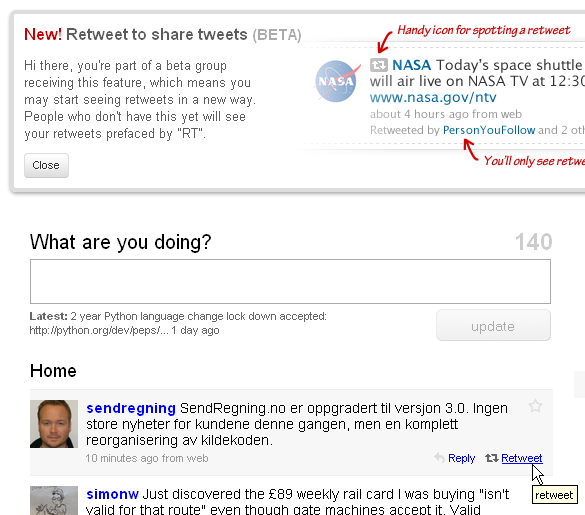 New! Retweet to share tweets (BETA)
Handy icon for spotting a retweet
Hi there, you're part of a beta group
receiving this feature, which means you
may start seeing retweets in a new way.
People who don't have this yet will see
your retweets prefaced by "RT".
Close
NASA Today's space shuttle
will air live on NASA TV at 12:30
www.nasa.gov/ntv
about 4 hours ago from web
Retweeted by PersonYouFollow and 2 oth
You'll only see retwe
What are you doing?
140
Latest: 2 year Python language change lock down accepted:
http://python.org/dev/peps/... 1 day ago
update
Home
sendregning SendRegning.no er oppgradert til versjon 3.0. Ingen
store nyheter for kundene denne gangen, men en komplett
reorganisering av kildekoden.
10 minutes ago from web
Reply
Retweet
retweet
simonw Just discovered the £89 weekly rail card I was buying "isn't
valid for that route" even though gate machines accept it. Valid